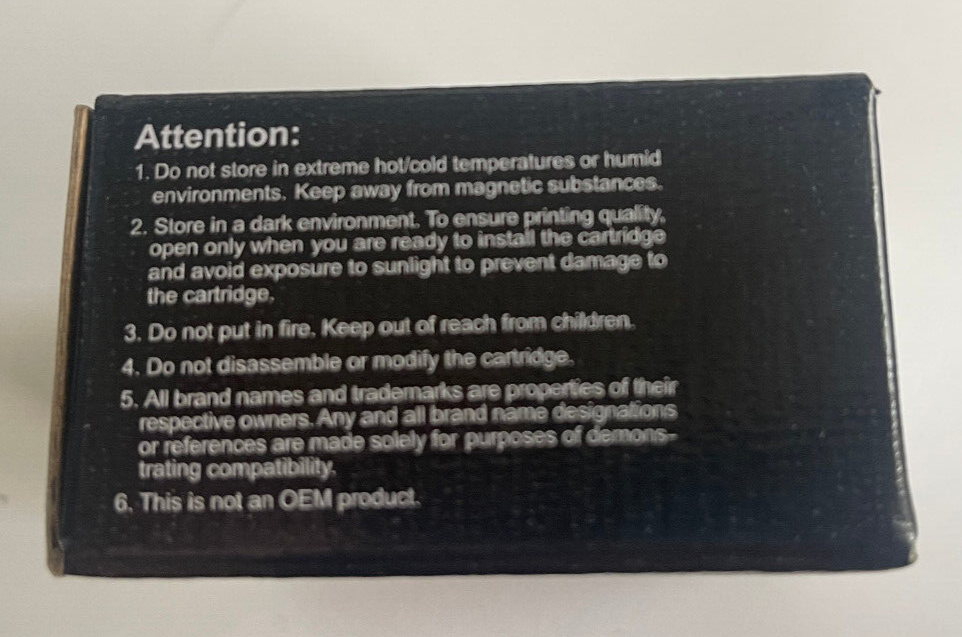 Attention:
1. Do not store in extreme hot/cold temperatures or humid
environments. Keep away from magnetic substances.
2. Store in a dark environment. To ensure printing quality,
open only when you are ready to install the cartridge
and avoid exposure to sunlight to prevent damage to
the cartridge.
3. Do not put in fire. Keep out of reach from children.
4. Do not disassemble or modify the cartridge.
5. All brand names and trademarks are properties of their
respective owners. Any and all brand name designations
or references are made solely for purposes of demons-
trating compatibility.
6. This is not an OEM product.